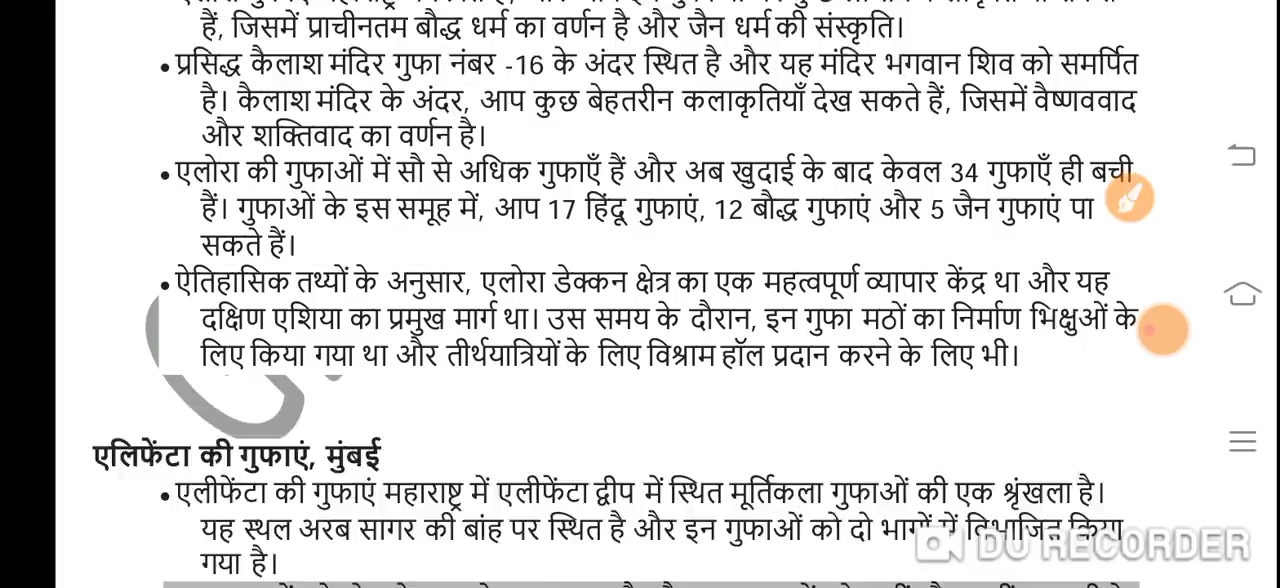 हैं, जिसमें प्राचीनतम बौद्ध धर्म का वर्णन है और जैन धर्म की संस्कृति।
•प्रसिद्ध कैलाश मंदिर गुफा नंबर -16 के अंदर स्थित है और यह मंदिर भगवान शिव को समर्पित
है। कैलाश मंदिर के अंदर, आप कुछ बेहतरीन कलाकृतियाँ देख सकते हैं, जिसमें वैष्णववाद
और शक्तिवाद का वर्णन है।
•एलोरा की गुफाओं में सौ से अधिक गुफाएँ हैं और अब खुदाई के बाद केवल 34 गुफाएँ ही बची
हैं। गुफाओं के इस समूह में, आप 17 हिंदू गुफाएं, 12 बौद्ध गुफाएं और 5 जैन गुफाएं पा
सकते हैं।
•ऐतिहासिक तथ्यों के अनुसार, एलोरा डेक्कन क्षेत्र का एक महत्वपूर्ण व्यापार केंद्र था और यह
दक्षिण एशिया का प्रमुख मार्ग था। उस समय के दौरान, इन गुफा मठों का निर्माण भिक्षुओं के
लिए किया गया था और तीर्थयात्रियों के लिए विश्राम हॉल प्रदान करने के लिए भी।
एलिफेंटा की गुफाएं, मुंबई
•एलीफेंटा की गुफाएं महाराष्ट्र में एलीफेंटा द्वीप में स्थित मूर्तिकला गुफाओं की एक श्रृंखला है।
यह स्थल अरब सागर की बांह पर स्थित है और इन गुफाओं को दो भागों में विभाजित किया
गया है।
DU RECORDER